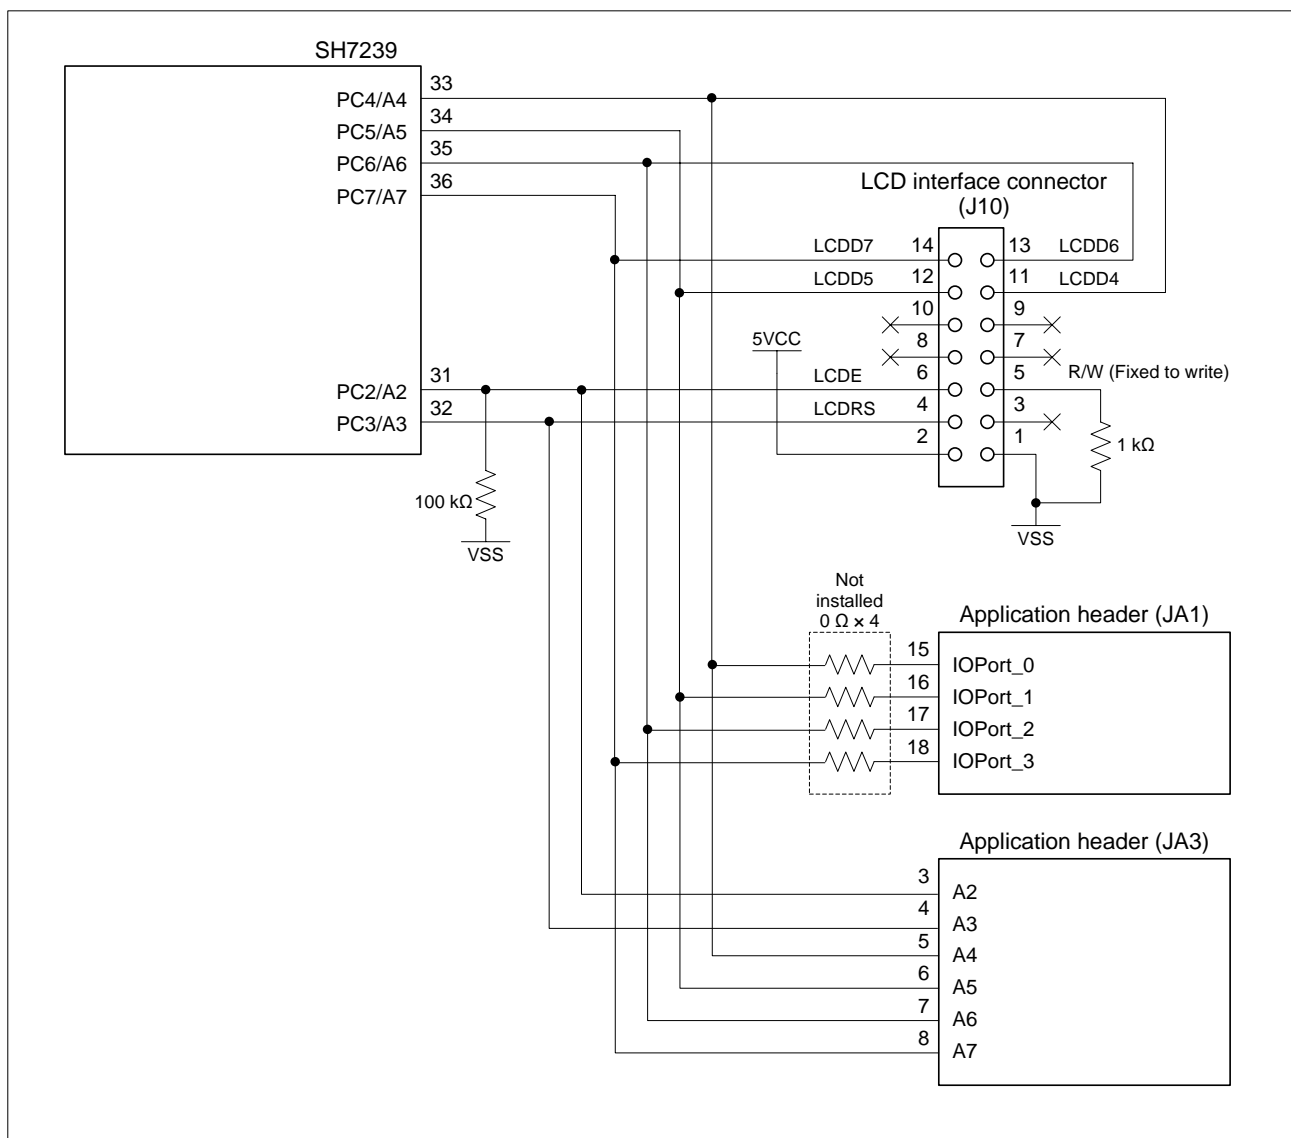 SH7239
33
PC4/A4
34
PC5/A5
35
PC6/A6
36
PC7/A7
LCD interface connector
(J10)
LCDD7 14 13 LCDD6
LCDD5 12 11 LCDD4
10 9
5VCC 8 7
R/W (Fixed to write)
31
PC2/A2
LCDE 6 5
32
PC3/A3
LCDRS 4 3
2 1
1 kΩ
100 kΩ
VSS
VSS
Not
installed
0 Ω × 4
Application header (JA1)
15
IOPort_0
16
IOPort_1
17
IOPort_2
18
IOPort_3
Application header (JA3)
3
A2
4
A3
5
A4
6
A5
7
A6
8
A7